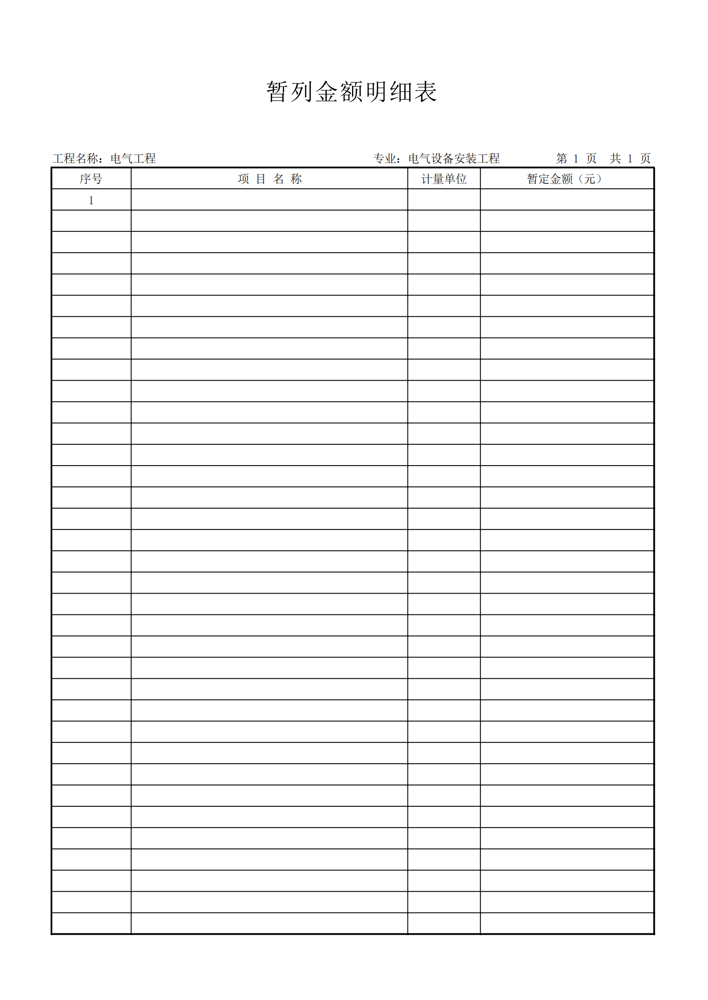 暂列金额明细表
工程名称：电气工程 专业：电气设备安装工程 第 1 页 共 1 页
序号 项 目 名 称 计量单位 暂定金额（元）
1